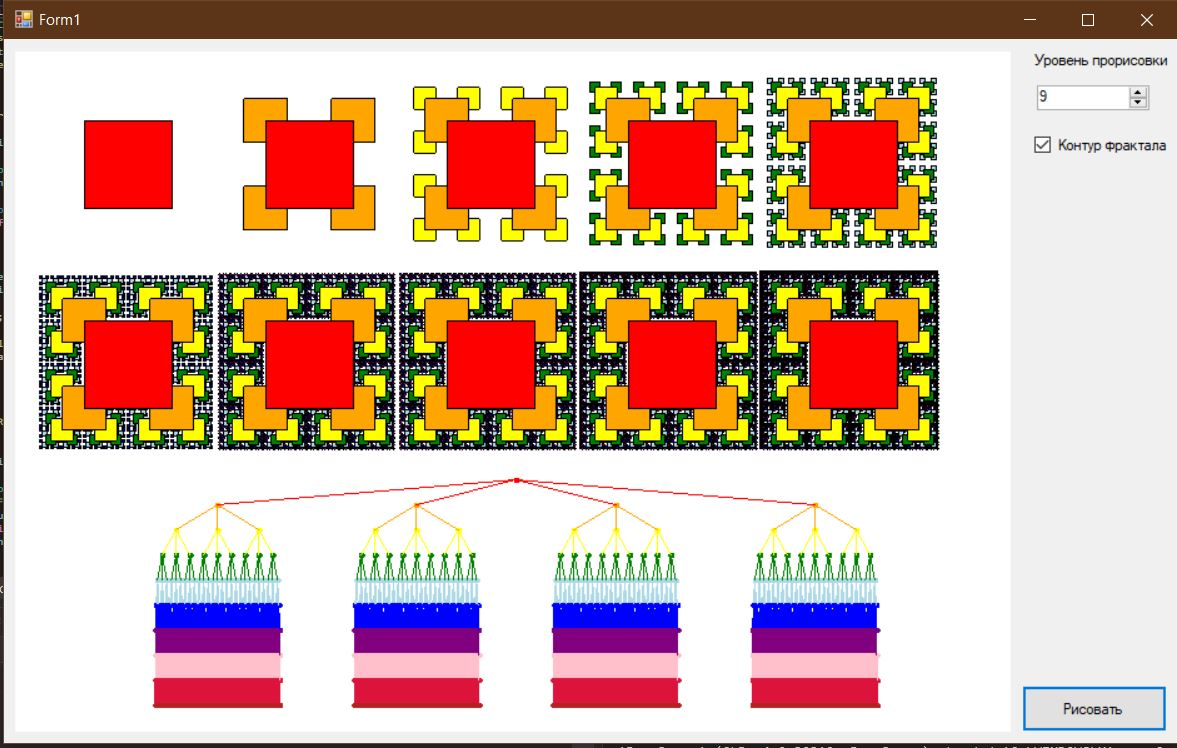 Form1
Уровень прорисовки
9
Контур фрактала
Рисовать